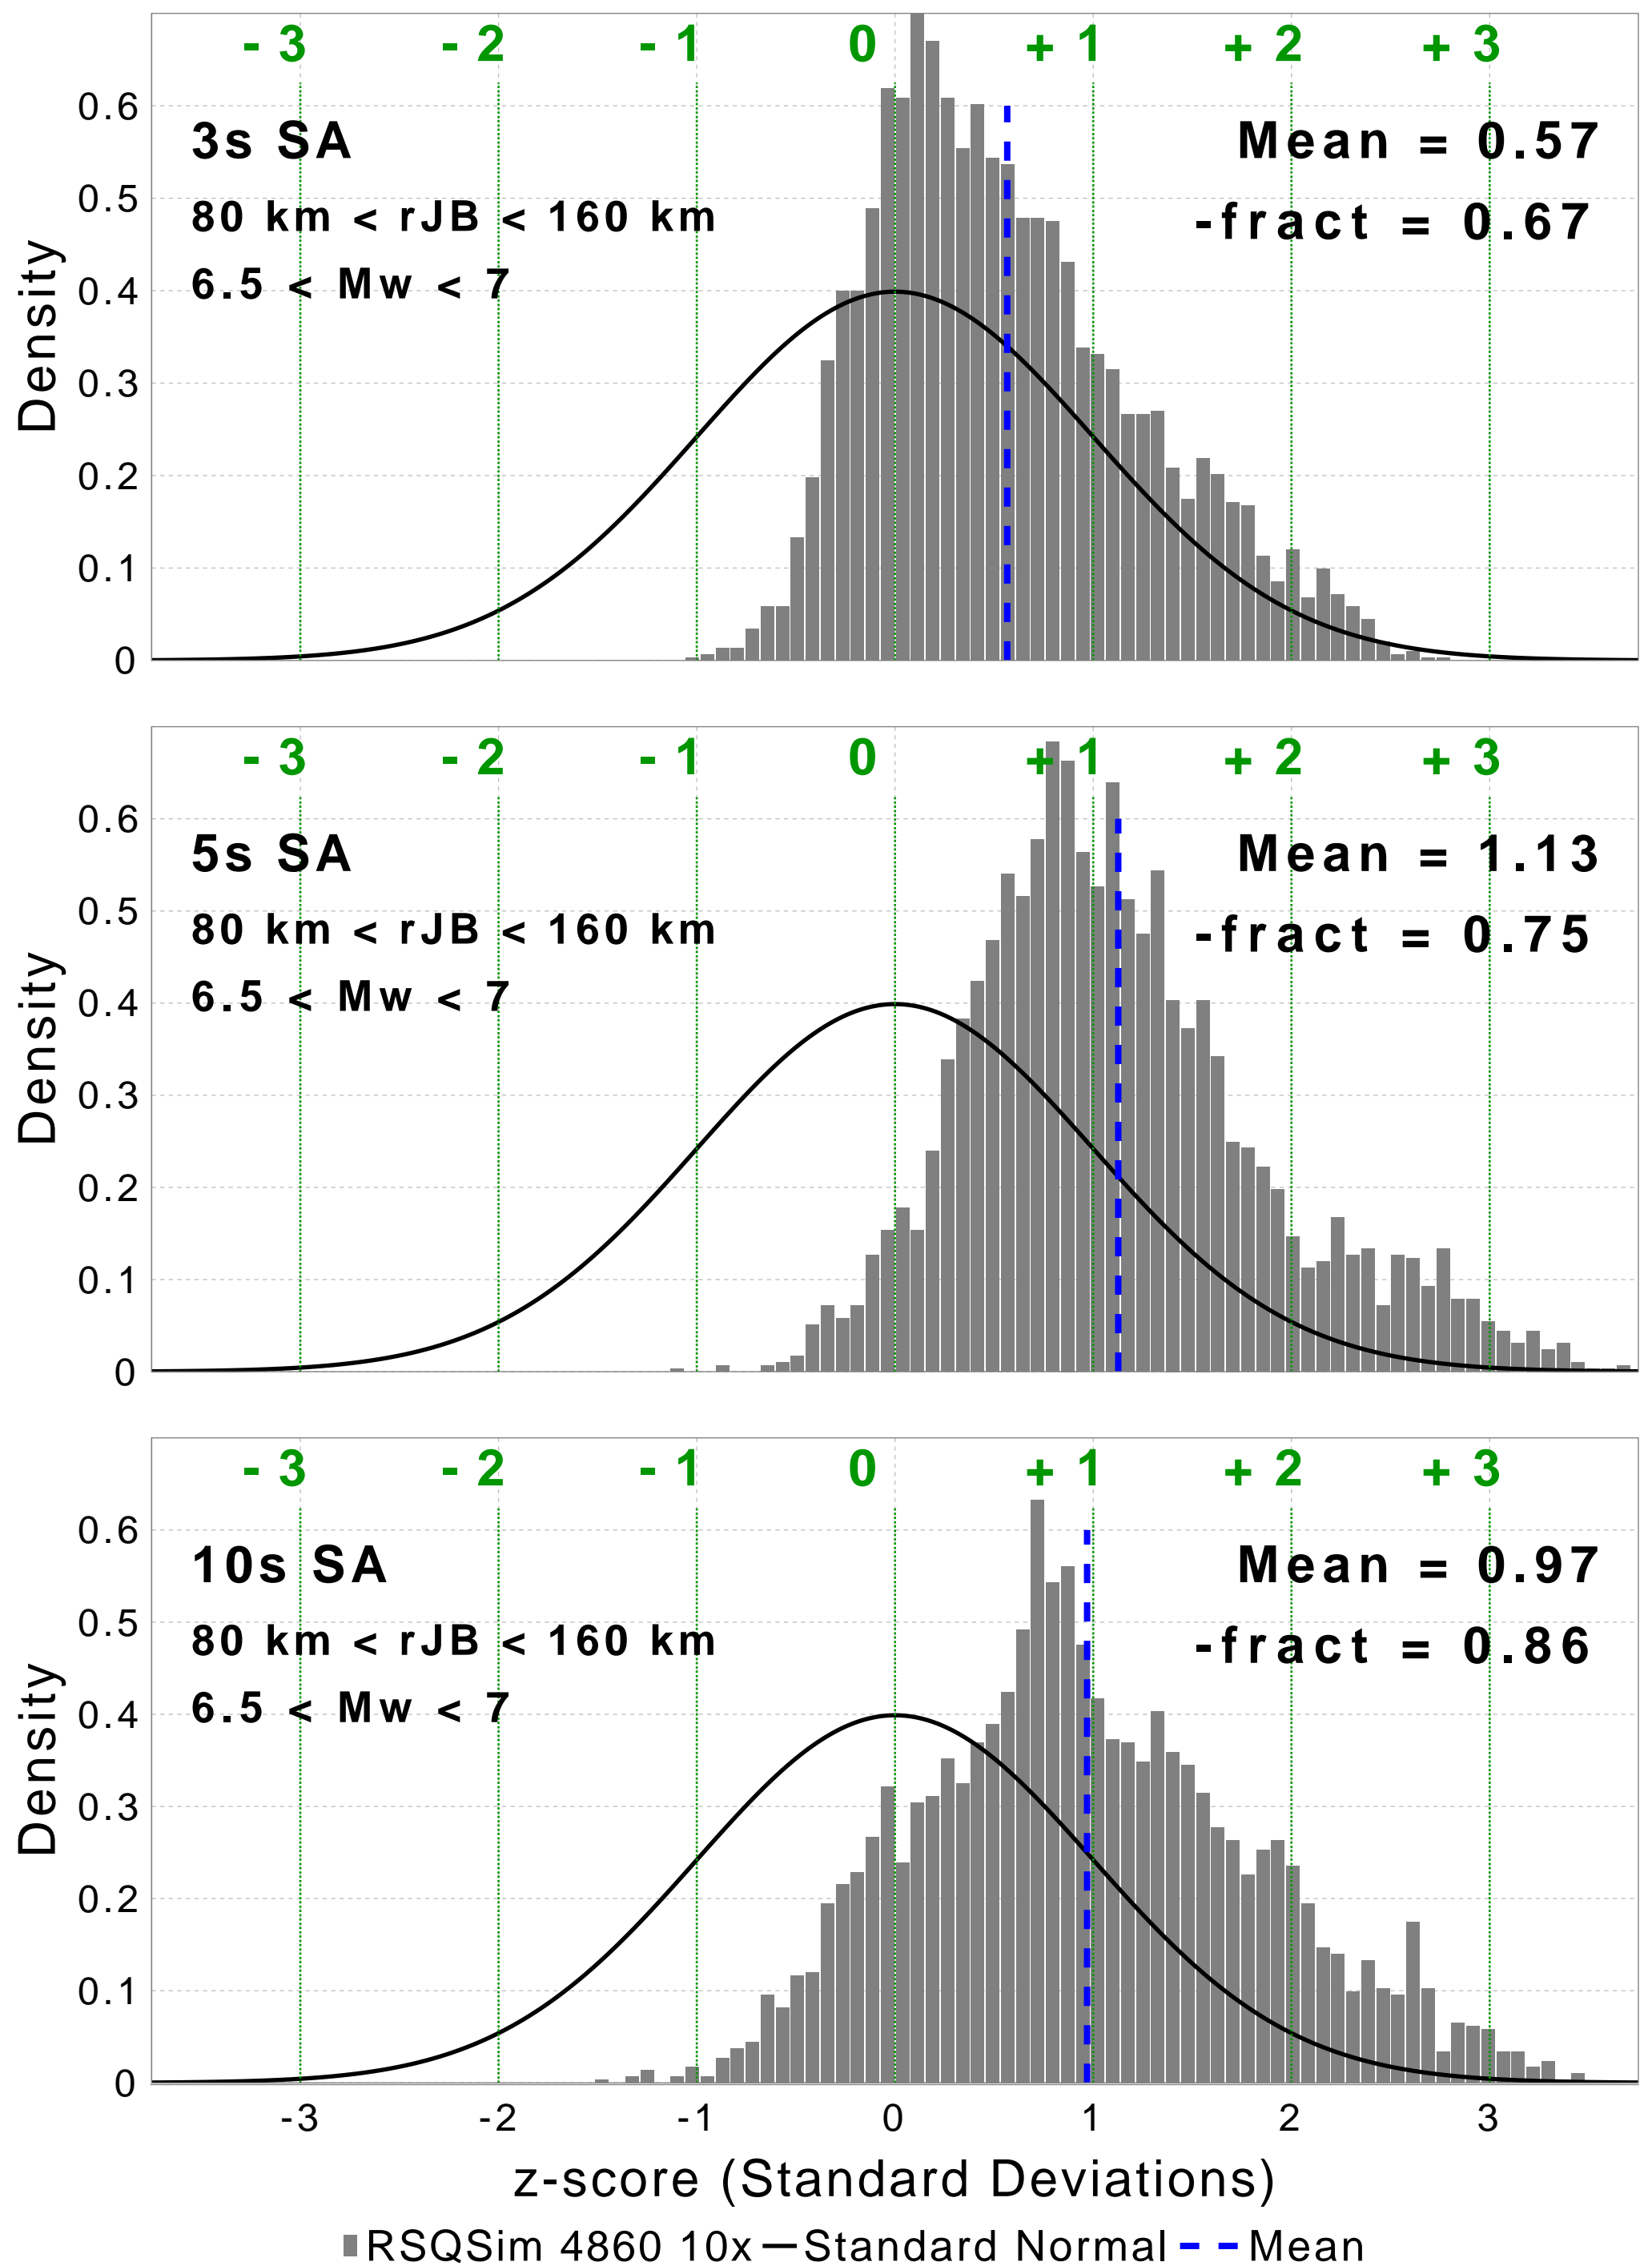 - 3 - 2 - 1 0 + 1 + 2 + 3
0.6
0.5
0.4
0.3
0.2
0.1
0
Density
3s SA
80 km < rJB < 160 km
6.5 < Mw < 7
Mean = 0.57
-fract = 0.67
- 3 - 2 - 1 0 + 1 + 2 + 3
0.6
0.5
0.4
0.3
0.2
0.1
0
Density
5s SA
80 km < rJB < 160 km
6.5 < Mw < 7
Mean = 1.13
-fract = 0.75
- 3 - 2 - 1 0 + 1 + 2 + 3
0.6
0.5
0.4
0.3
0.2
0.1
0
Density
10s SA
80 km < rJB < 160 km
6.5 < Mw < 7
Mean = 0.97
-fract = 0.86
-3 -2 -1 0 1 2 3
z-score (Standard Deviations)
RSQSim 4860 10x Standard Normal Mean